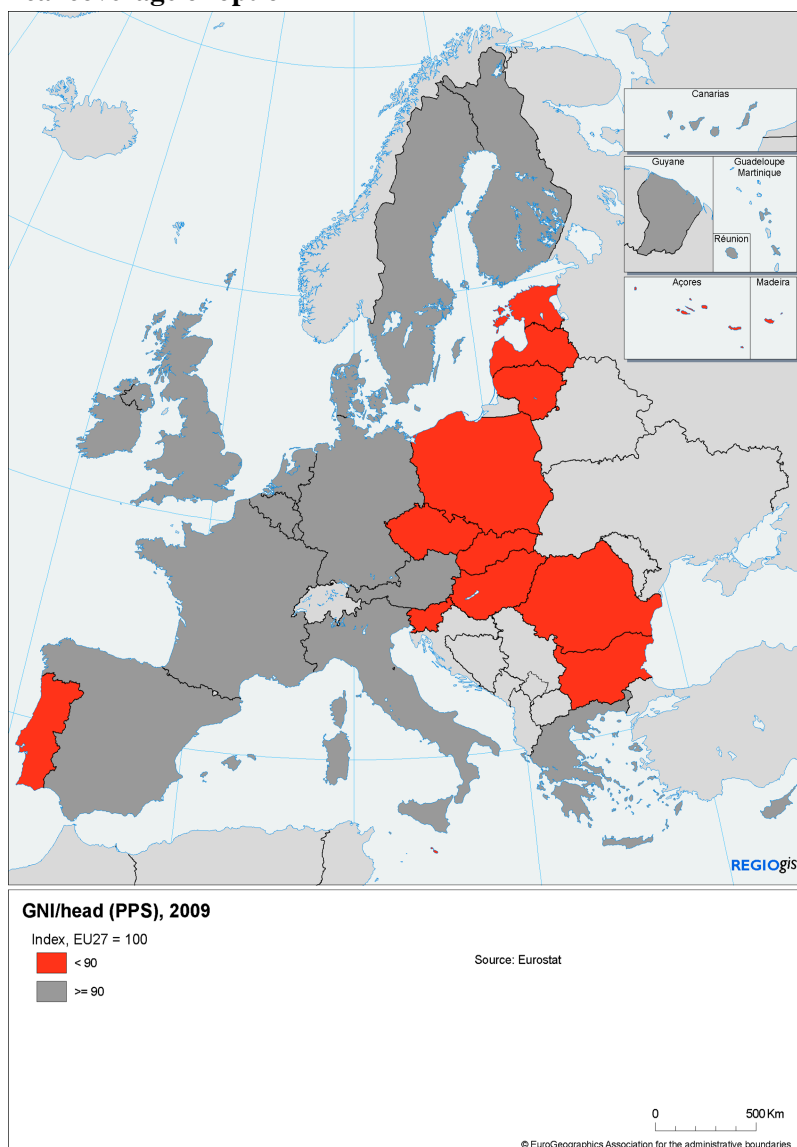 Canarias
Guyane
Guadeloupe
Martinique
Réunion
Açores
Madeira
REGIOgis
GNI/head (PPS), 2009
Index, EU27 = 100
< 90
>= 90
Source: Eurostat
0 500 Km
© EuroGeographics Association for the administrative boundaries